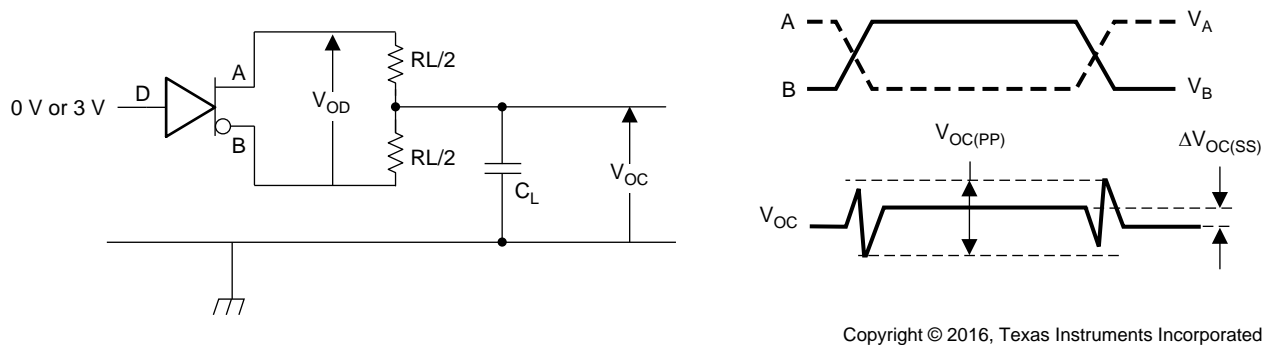 0 V or 3 V
D
A
B
V_OD
RL/2
RL/2
C_L
V_OC
A
B
V_A
V_B
V_OC(PP)
ΔV_OC(SS)
V_OC
Copyright © 2016, Texas Instruments Incorporated